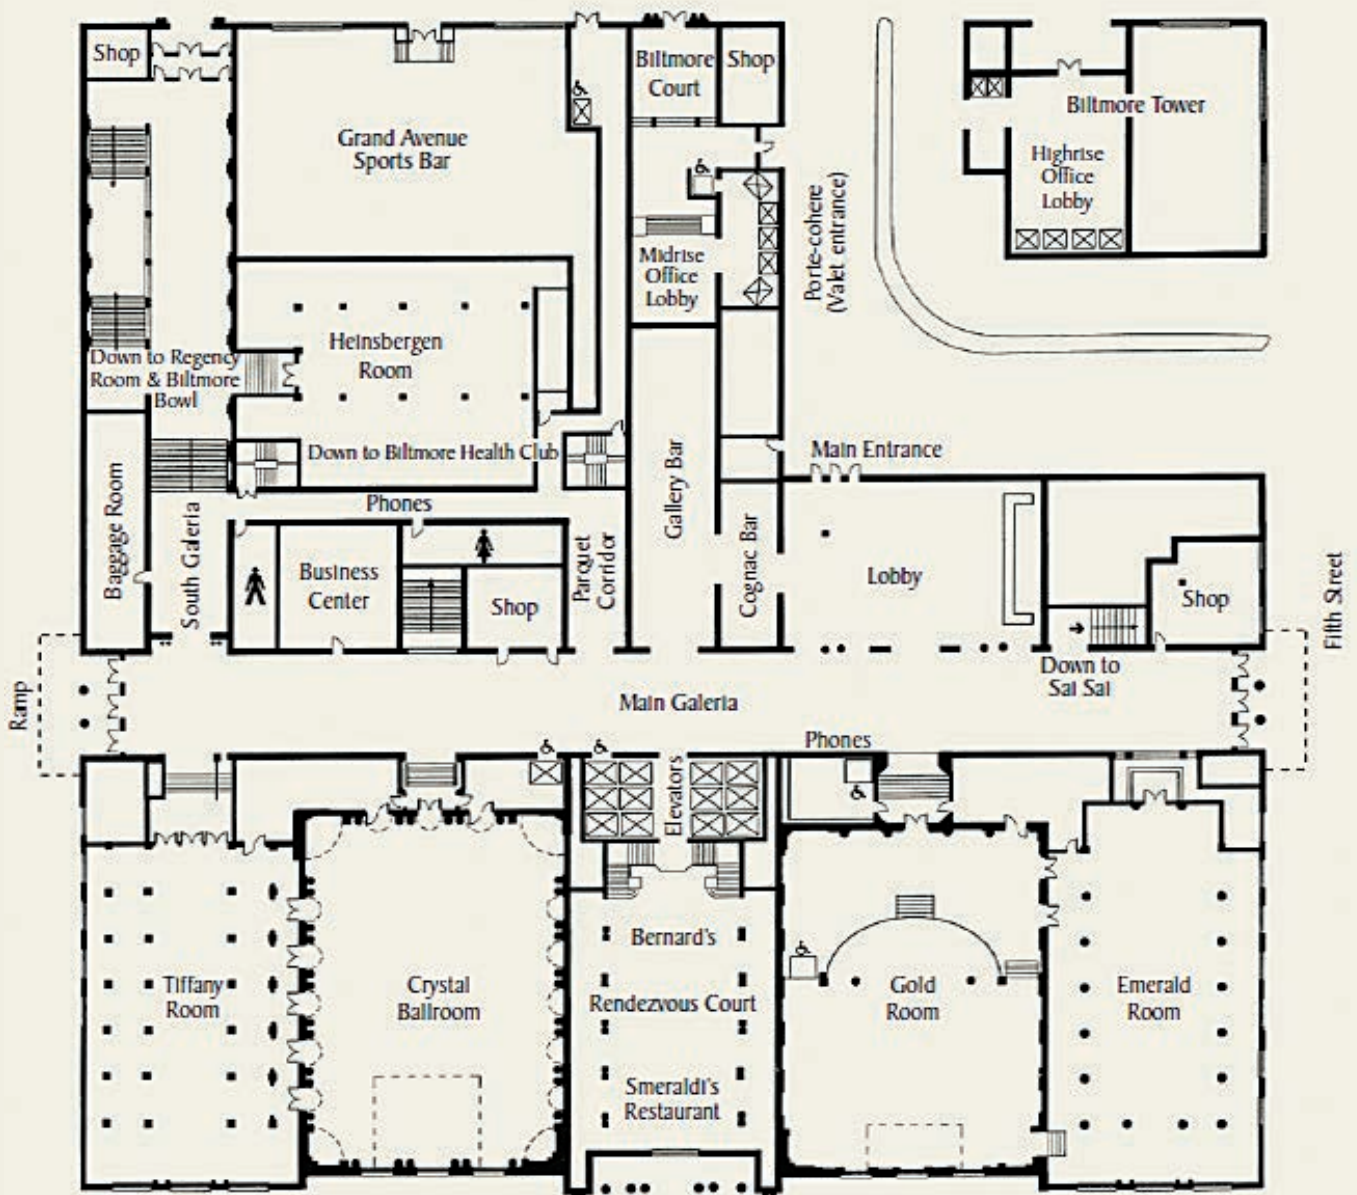 Shop
Biltmore
Court
Shop
Biltmore Tower
Grand Avenue
Sports Bar
Highrise
Office
Lobby
Porte-cohere
(Valet entrance)
Midrise
Office
Lobby
Heinsbergen
Room
Down to Regency
Room & Biltmore
Bowl
Down to Biltmore Health Club
Main Entrance
Baggage Room
South Galeria
Phones
Gallery Bar
Cognac Bar
Parquet
Corridor
Business
Center
Shop
Lobby
Shop
Fifth Street
Down to
Sai Sai
Ramp
Main Galeria
Phones
Elevators
Bernard's
Tiffany
Room
Crystal
Ballroom
Rendezvous Court
Gold
Room
Emerald
Room
Smeraldi's
Restaurant